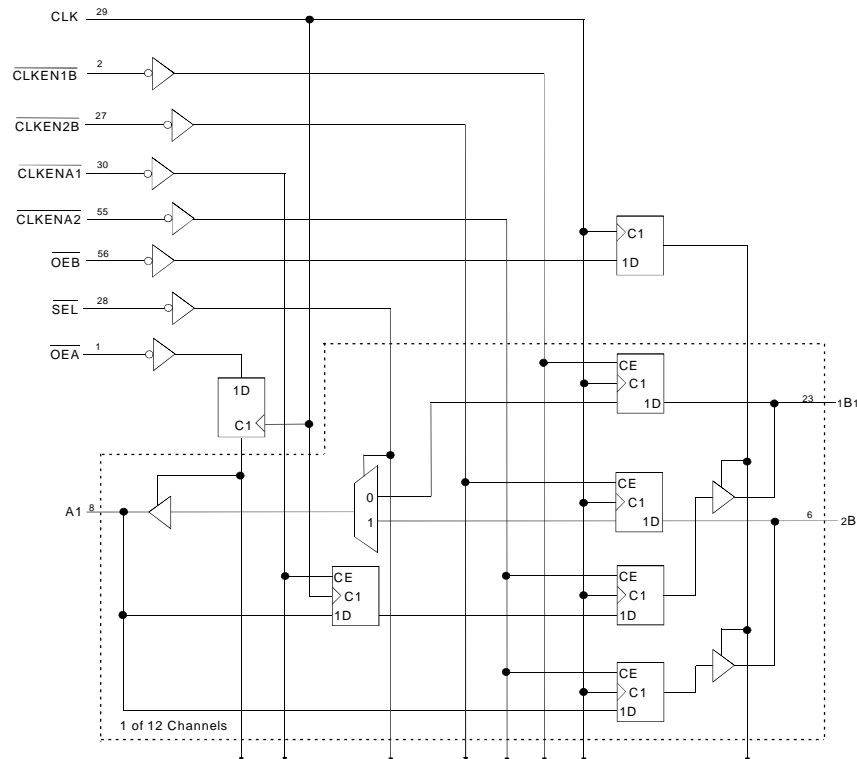 CLK 29
CLKEN1B 2
CLKEN2B 27
CLKENA1 30
CLKENA2 55
OEB 56
SEL 28
OEA 1
C1
1D
1D
C1
CE
C1
1D
23 1B1
A1 8
0
1
CE
C1
1D
6 2B
CE
C1
1D
CE
C1
1D
CE
C1
1D
1 of 12 Channels